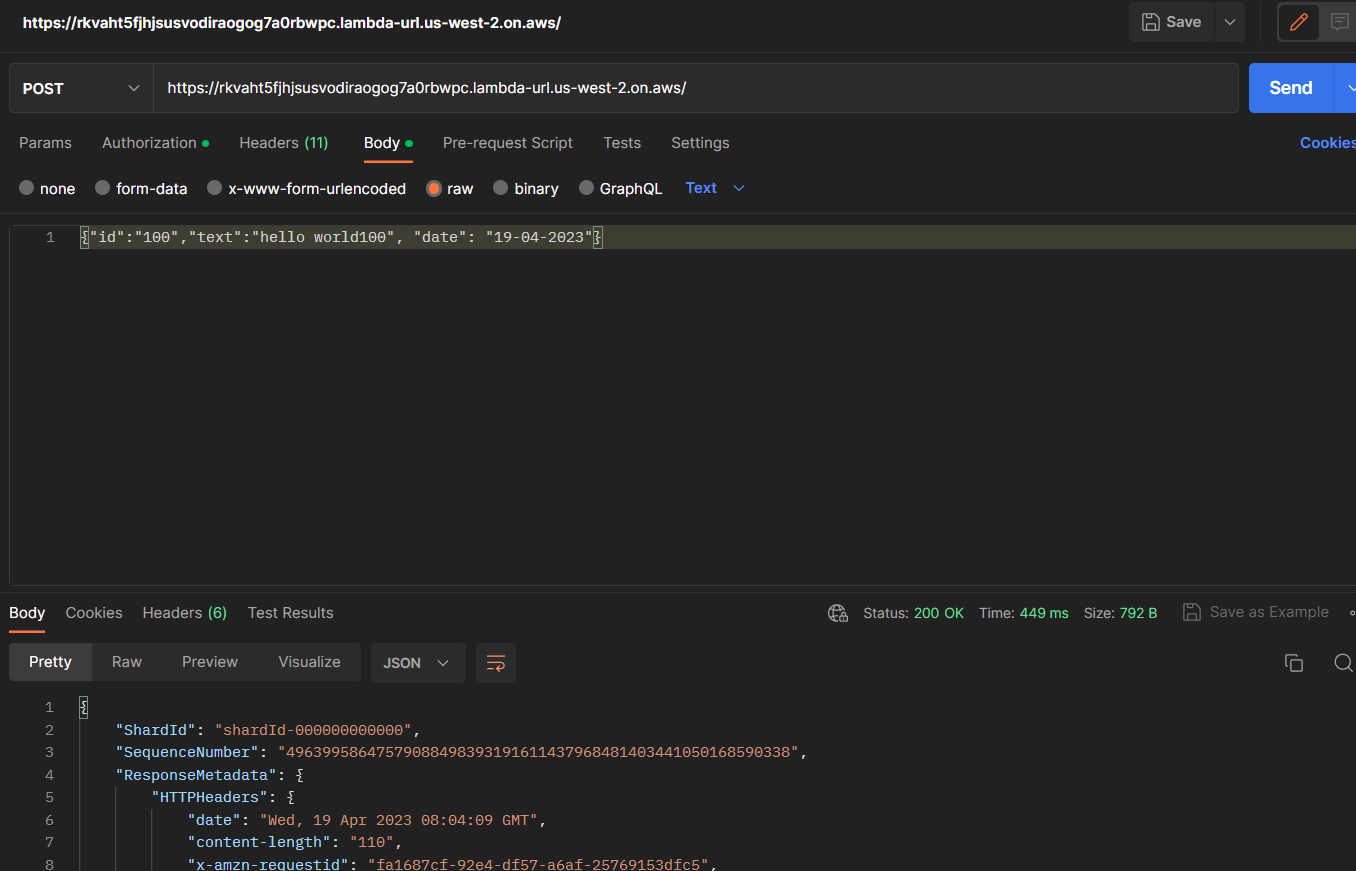 https://rkvaht5fjhjsusvodiraogog7a0rbwpc.lambda-url.us-west-2.on.aws/
Save
POST https://rkvaht5fjhjsusvodiraogog7a0rbwpc.lambda-url.us-west-2.on.aws/ Send
Params Authorization Headers (11) Body Pre-request Script Tests Settings Cookies
none form-data x-www-form-urlencoded raw binary GraphQL Text
1 {"id":"100","text":"hello world100", "date": "19-04-2023"}
Body Cookies Headers (6) Test Results Status: 200 OK Time: 449 ms Size: 792 B Save as Example
Pretty Raw Preview Visualize JSON
1 {
2 "ShardId": "shardId-000000000000",
3 "SequenceNumber": "49639958647579088498393191611437968481403441050168590338",
4 "ResponseMetadata": {
5 "HTTPHeaders": {
6 "date": "Wed, 19 Apr 2023 08:04:09 GMT",
7 "content-length": "110",
8 "x-amzn-requestid": "fa1687cf-92e4-df57-a6af-25769153dfc5",